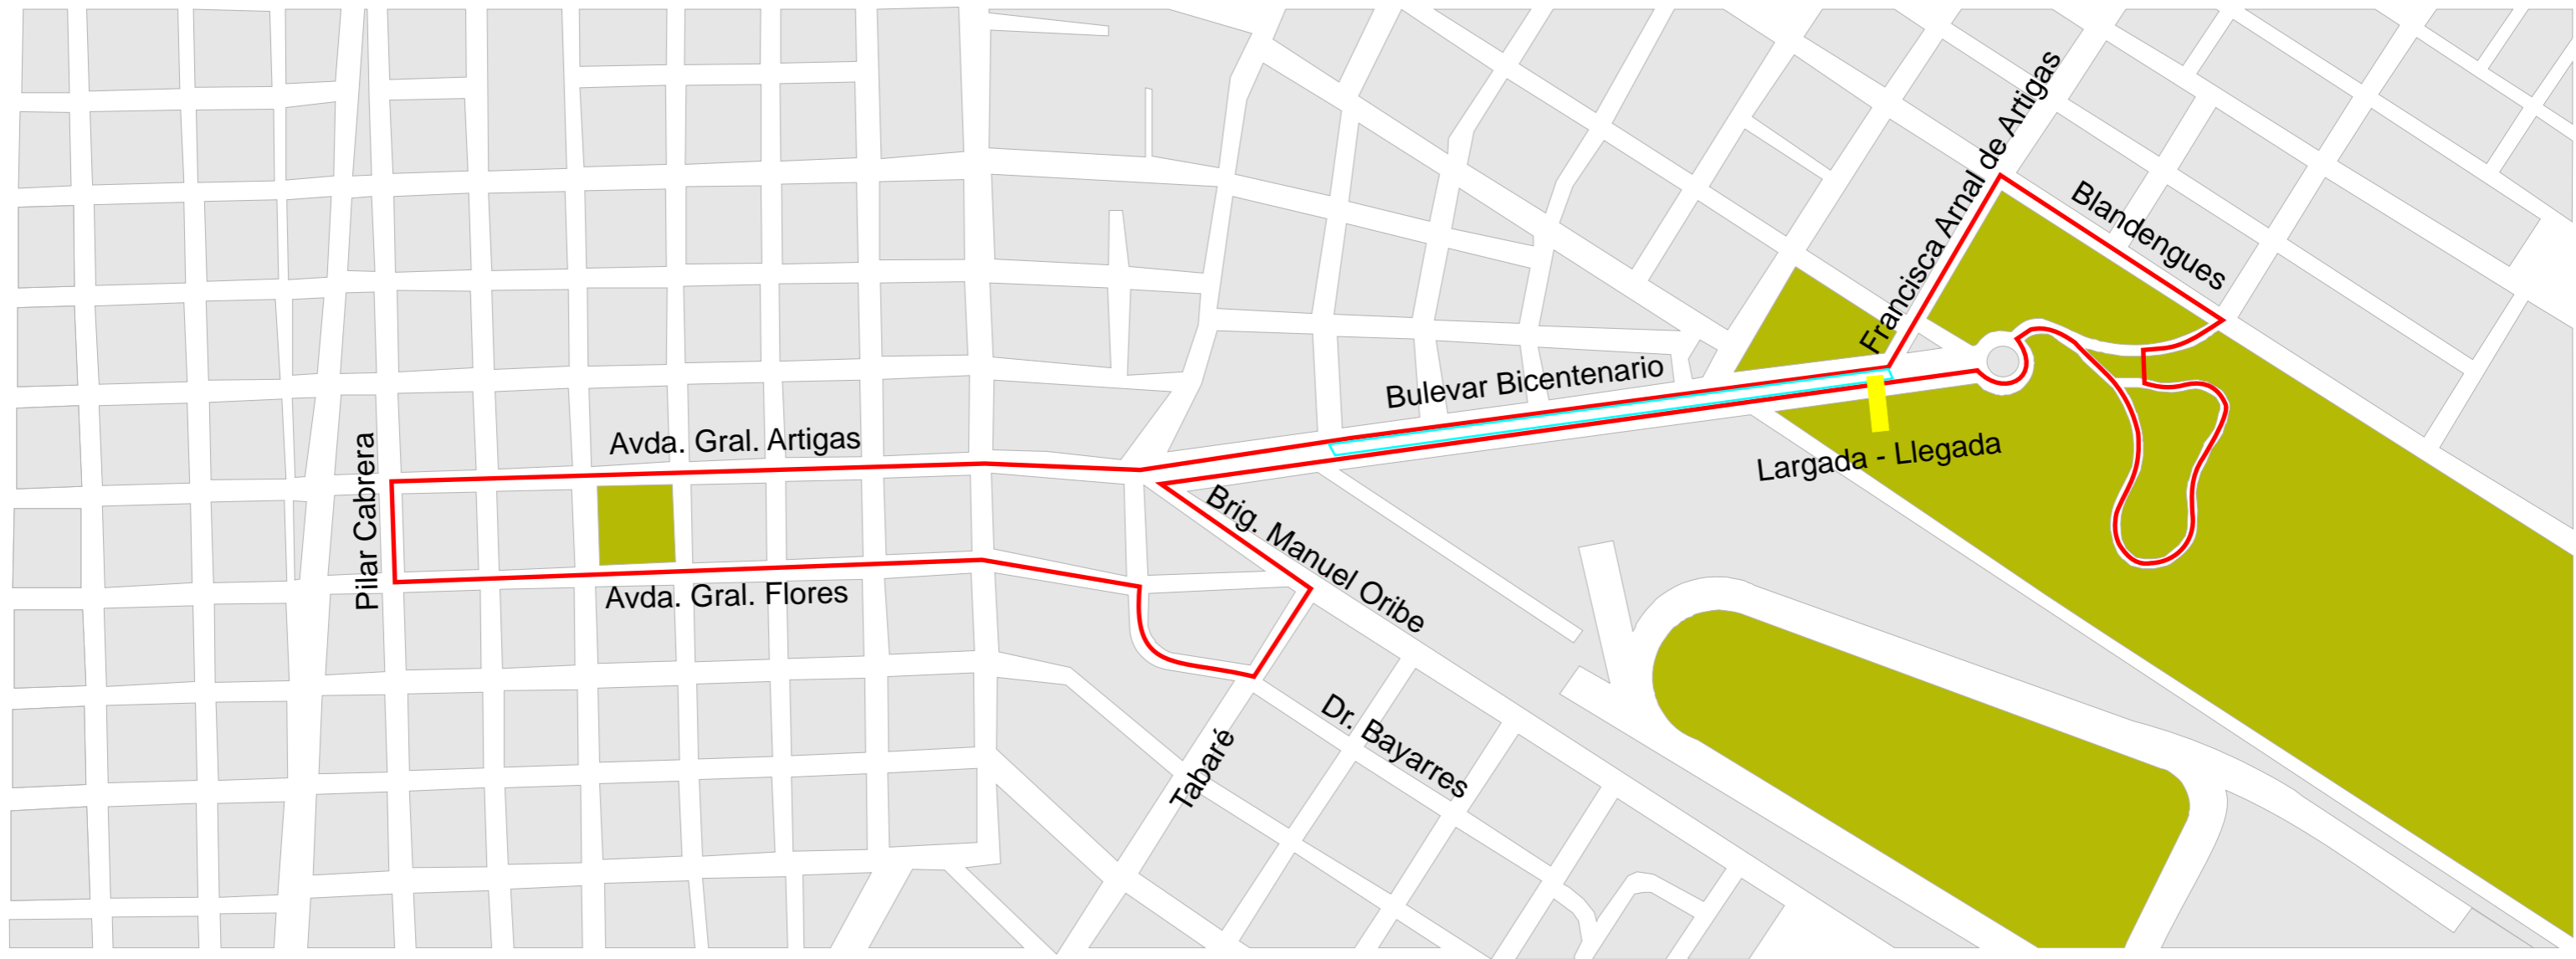 Francisca Arnal de Artigas
Blandengues
Bulevar Bicentenario
Avda. Gral. Artigas
Largada - Llegada
Pilar Cabrera
Brig. Manuel Oribe
Avda. Gral. Flores
Dr. Bayarres
Tabaré